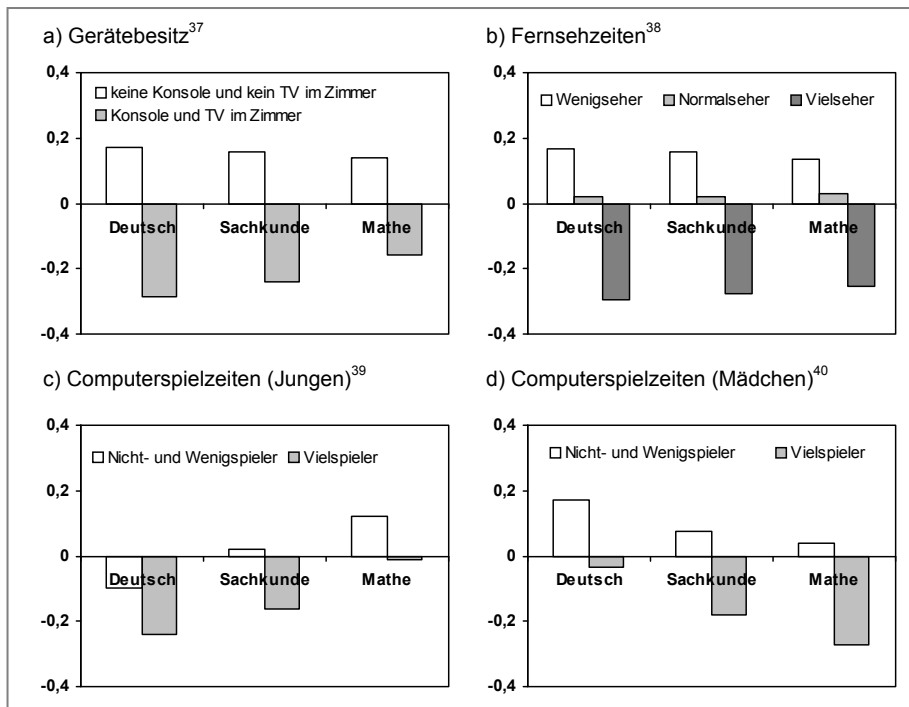 a) Gerätebesitz37
0,4
0,2
0
-0,2
-0,4
keine Konsole und kein TV im Zimmer
Konsole und TV im Zimmer
Deutsch Sachkunde Mathe
b) Fernsehzeiten38
0,4
0,2
0
-0,2
-0,4
Wenigseher Normalseher Vielseher
Deutsch Sachkunde Mathe
c) Computerspielzeiten (Jungen)39
0,4
0,2
0
-0,2
-0,4
Nicht- und Wenigspieler Vielspieler
Deutsch Sachkunde Mathe
d) Computerspielzeiten (Mädchen)40
0,4
0,2
0
-0,2
-0,4
Nicht- und Wenigspieler Vielspieler
Deutsch Sachkunde Mathe